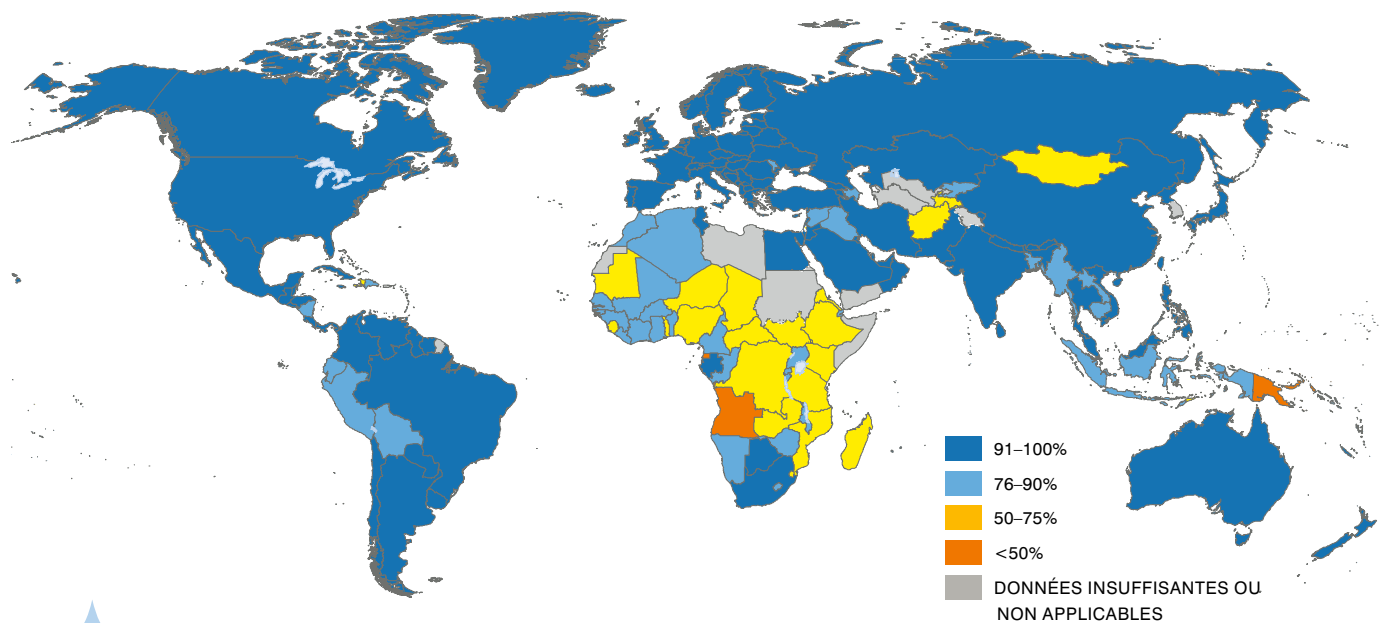 91–100%
76–90%
50–75%
<50%
DONNÉES INSUFFISANTES OU
NON APPLICABLES